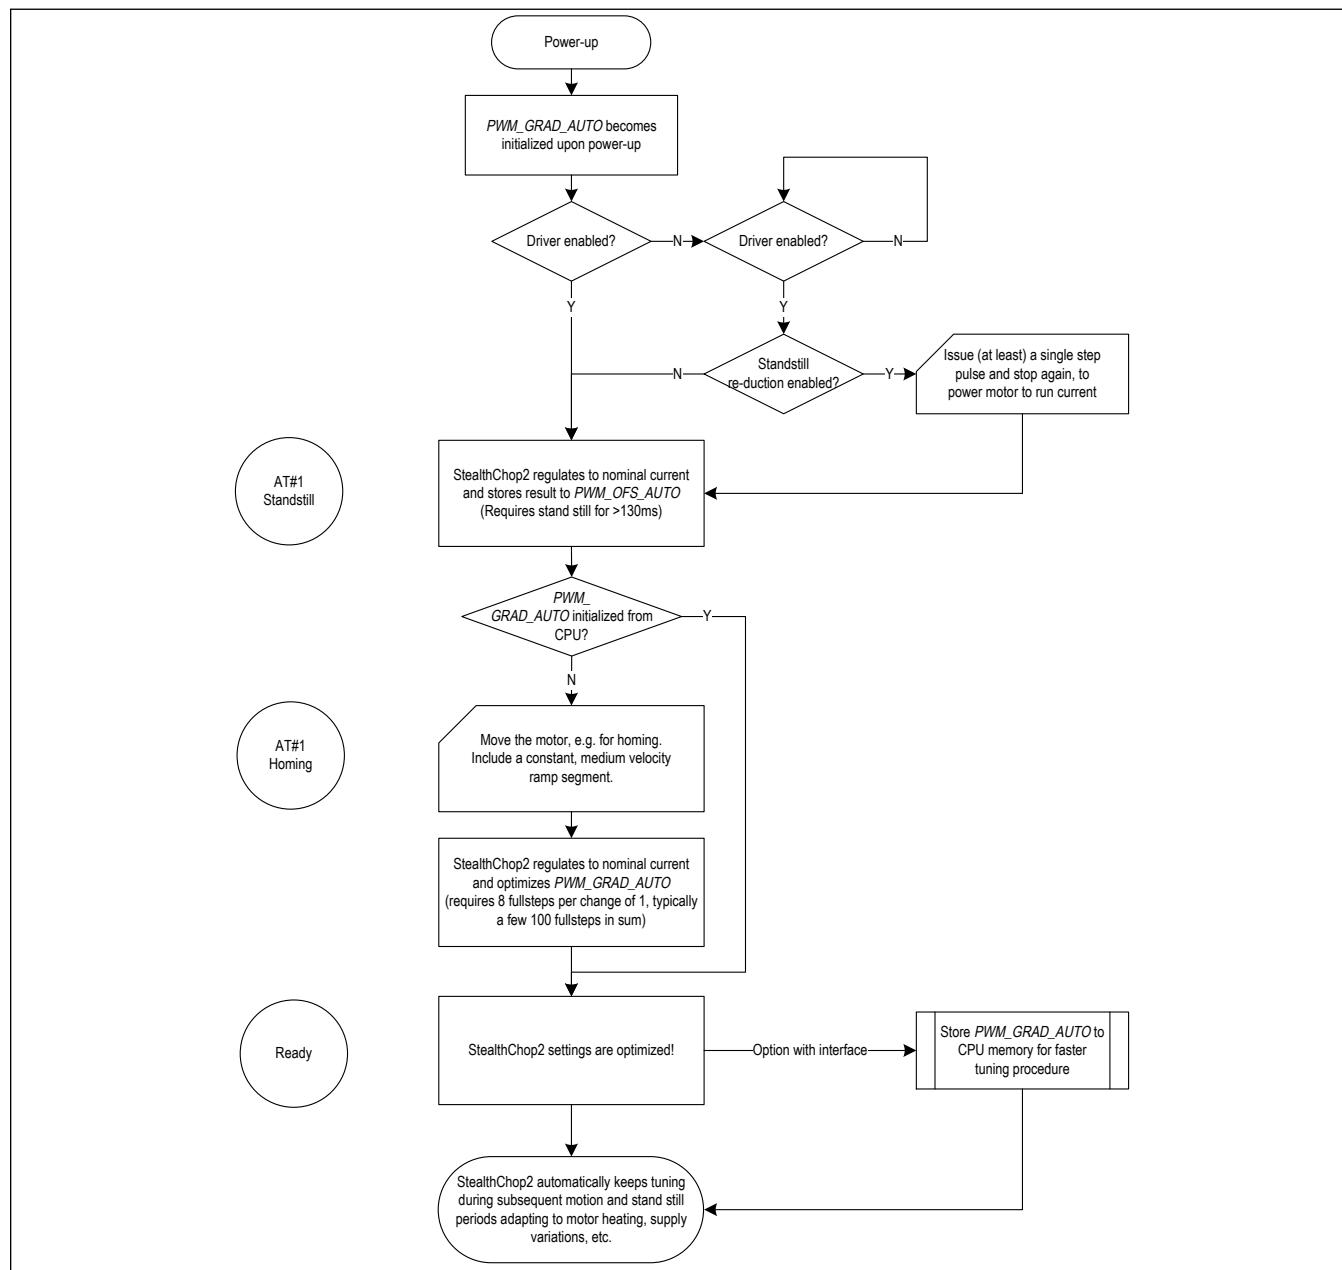 Power-up
PWM_GRAD_AUTO becomes
initialized upon power-up
Driver enabled?
N
Driver enabled?
N
Y
Y
Standstill
re-duction enabled?
N
Y
Issue (at least) a single step
pulse and stop again, to
power motor to run current
AT#1
Standstill
StealthChop2 regulates to nominal current
and stores result to PWM_OFS_AUTO
(Requires stand still for >130ms)
PWM_
GRAD_AUTO initialized from
CPU?
Y
N
AT#1
Homing
Move the motor, e.g. for homing.
Include a constant, medium velocity
ramp segment.
StealthChop2 regulates to nominal current
and optimizes PWM_GRAD_AUTO
(requires 8 fullsteps per change of 1, typically
a few 100 fullsteps in sum)
Ready
StealthChop2 settings are optimized!
Option with interface
Store PWM_GRAD_AUTO to
CPU memory for faster
tuning procedure
StealthChop2 automatically keeps tuning
during subsequent motion and stand still
periods adapting to motor heating, supply
variations, etc.